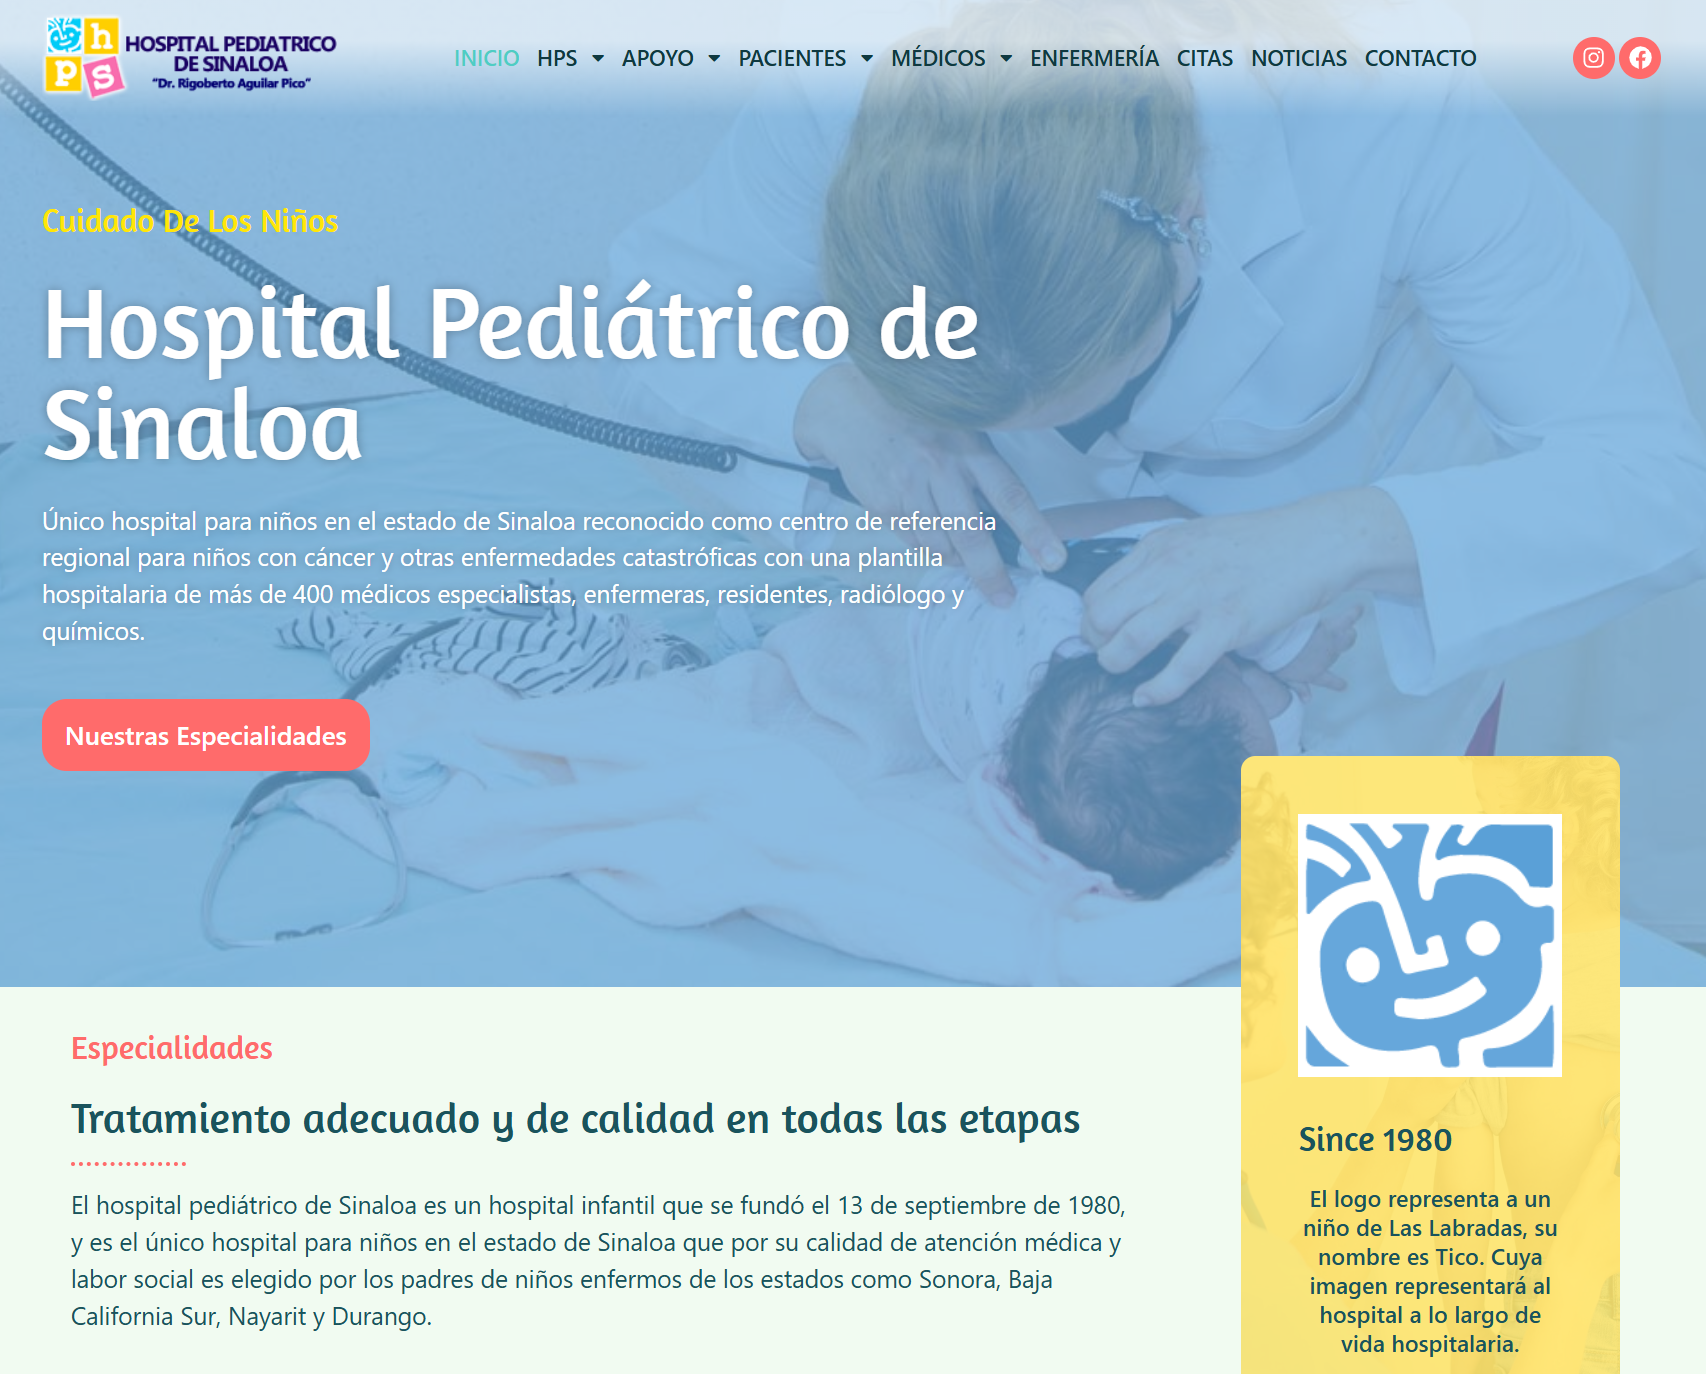 h
p s
HOSPITAL PEDIATRICO
DE SINALOA
"Dr. Rigoberto Aguilar Pico"
INICIO HPS APOYO PACIENTES MÉDICOS ENFERMERÍA CITAS NOTICIAS CONTACTO
Cuidado De Los Niños
Hospital Pediátrico de
Sinaloa
Único hospital para niños en el estado de Sinaloa reconocido como centro de referencia
regional para niños con cáncer y otras enfermedades catastróficas con una plantilla
hospitalaria de más de 400 médicos especialistas, enfermeras, residentes, radiólogo y
químicos.
Nuestras Especialidades
Especialidades
Tratamiento adecuado y de calidad en todas las etapas
El hospital pediátrico de Sinaloa es un hospital infantil que se fundó el 13 de septiembre de 1980,
y es el único hospital para niños en el estado de Sinaloa que por su calidad de atención médica y
labor social es elegido por los padres de niños enfermos de los estados como Sonora, Baja
California Sur, Nayarit y Durango.
Since 1980
El logo representa a un
niño de Las Labradas, su
nombre es Tico. Cuya
imagen representará al
hospital a lo largo de
vida hospitalaria.